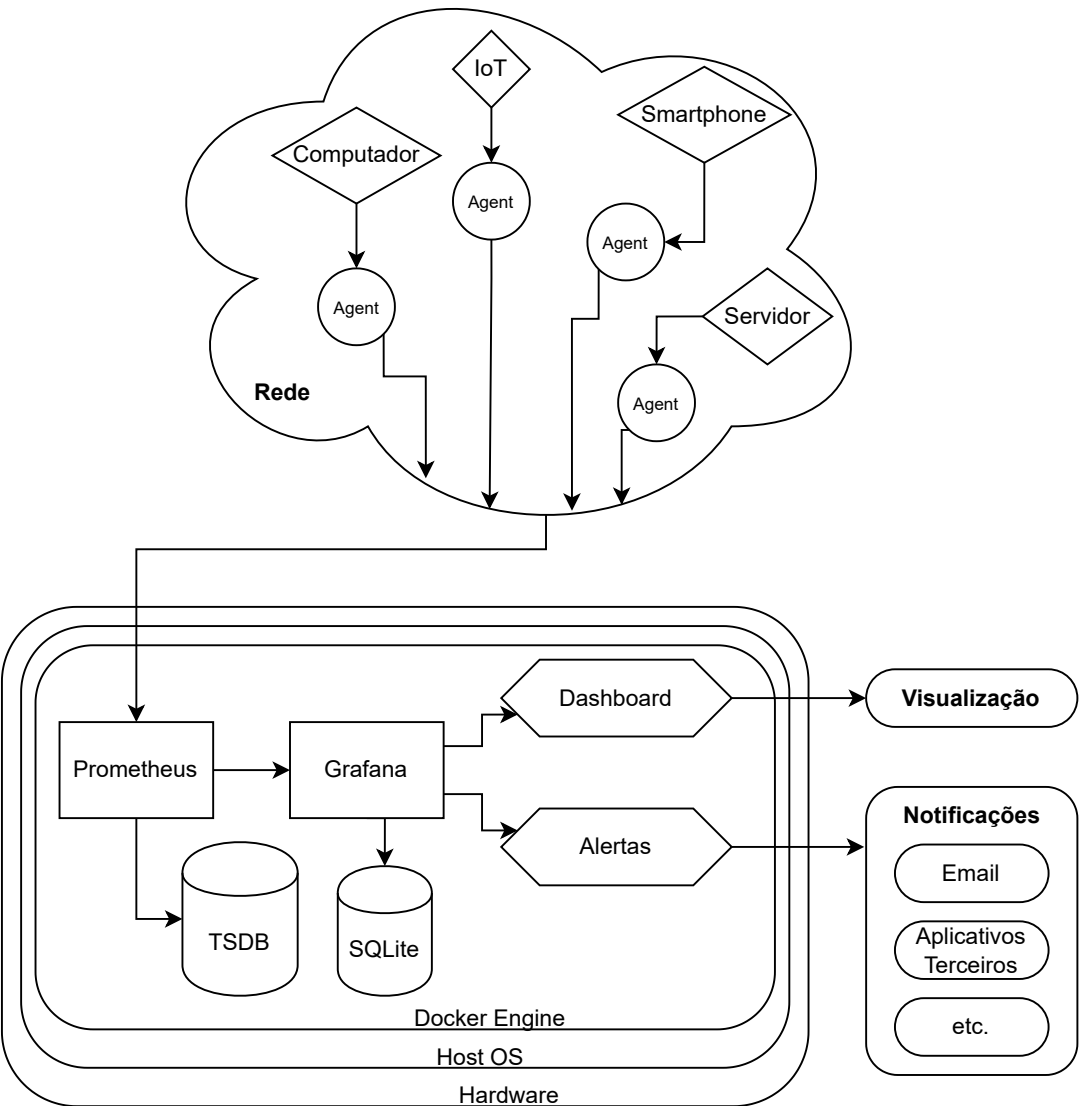 IoT
Smartphone
Computador
Agent
Agent
Agent
Servidor
Rede
Agent
Dashboard
Visualização
Prometheus
Grafana
Notificações
Alertas
Email
TSDB
SQLite
Aplicativos
Terceiros
Docker Engine
etc.
Host OS
Hardware